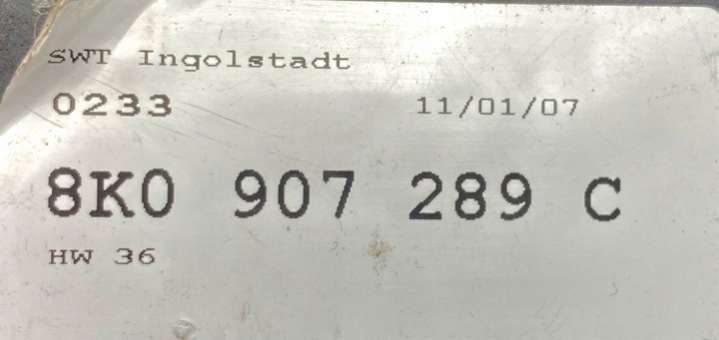 SWT Ingolstadt
0233 11/01/07
8K0 907 289 C
HW 36